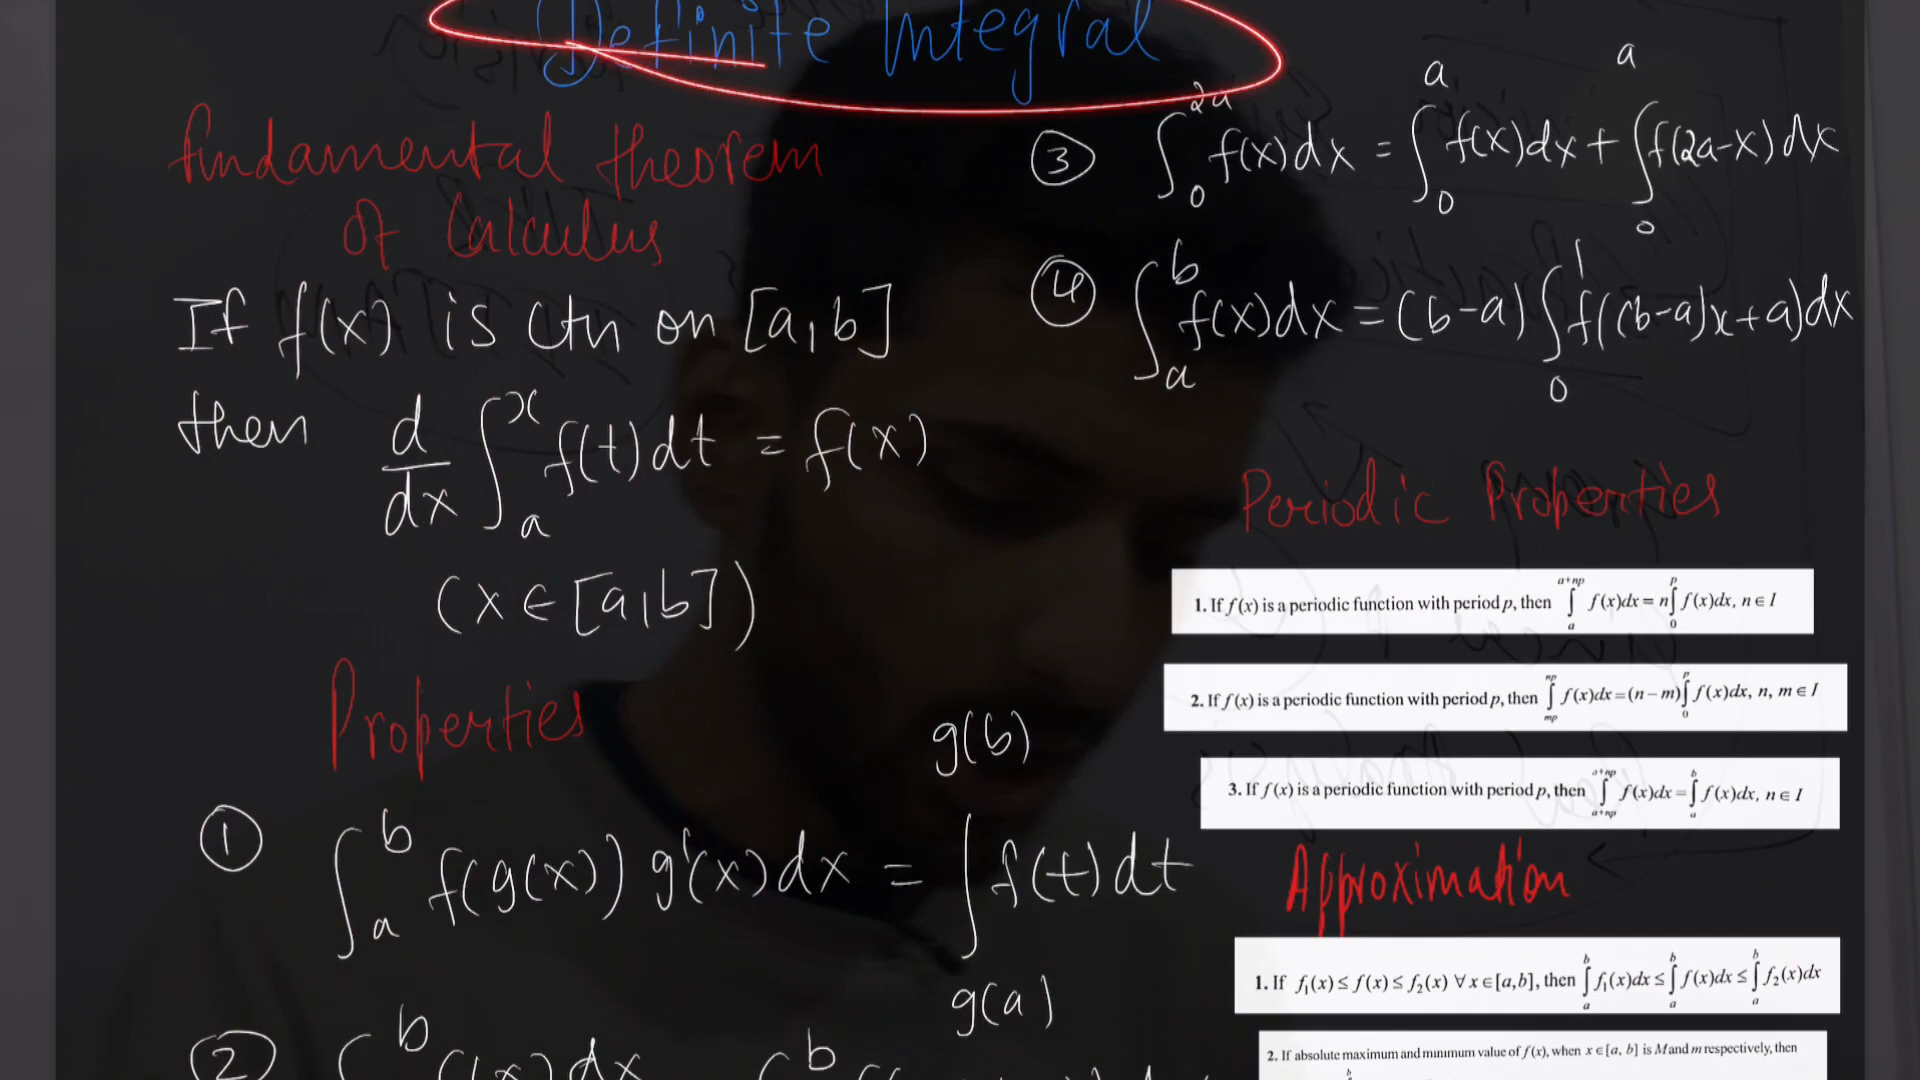 Definite Integral
fundamental theorem
of Calculus
If f(x) is ctn on [a,b]
then d/dx ∫_a^x f(t)dt = f(x)
(x ∈ [a,b])
Properties
① ∫_a^b f(g(x)) g'(x)dx = ∫_{g(a)}^{g(b)} f(t)dt
② ∫^b f(x)dx
③ ∫_0^{2a} f(x)dx = ∫_0^a f(x)dx + ∫_0^a f(2a-x)dx
④ ∫_a^b f(x)dx = (b-a) ∫_0^1 f((b-a)x+a)dx
Periodic Properties
1. If f(x) is a periodic function with period p, then ∫_a^{a+np} f(x)dx = n∫_0^p f(x)dx, n ∈ I
2. If f(x) is a periodic function with period p, then ∫_{mp}^{np} f(x)dx = (n−m)∫_0^p f(x)dx, n, m ∈ I
3. If f(x) is a periodic function with period p, then ∫_{a+np}^{a+np} f(x)dx = ∫_a^b f(x)dx, n ∈ I
Approximation
1. If f₁(x) ≤ f(x) ≤ f₂(x) ∀ x ∈ [a,b], then ∫_a^b f₁(x)dx ≤ ∫_a^b f(x)dx ≤ ∫_a^b f₂(x)dx
2. If absolute maximum and minimum value of f(x), when x ∈ [a, b] is M and m respectively, then